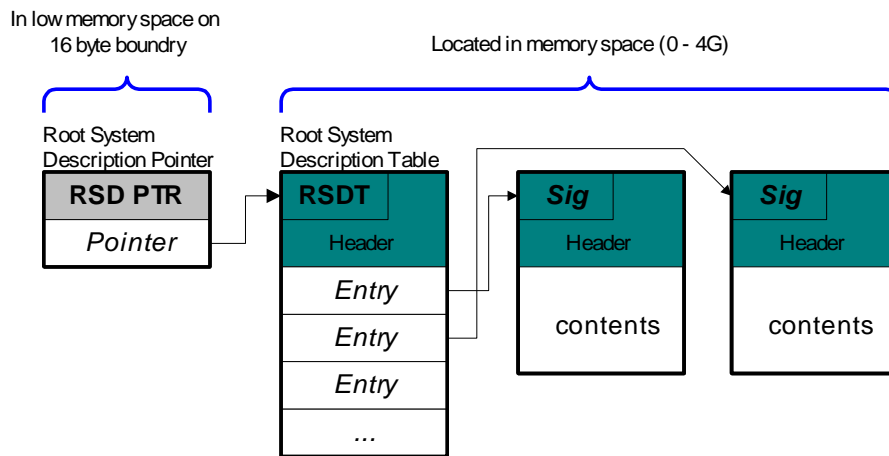 In low memory space on
16 byte boundry
Located in memory space (0 - 4G)
Root System
Description Pointer
RSD PTR
Pointer
Root System
Description Table
RSDT
Header
Entry
Entry
Entry
...
Sig
Header
contents
Sig
Header
contents